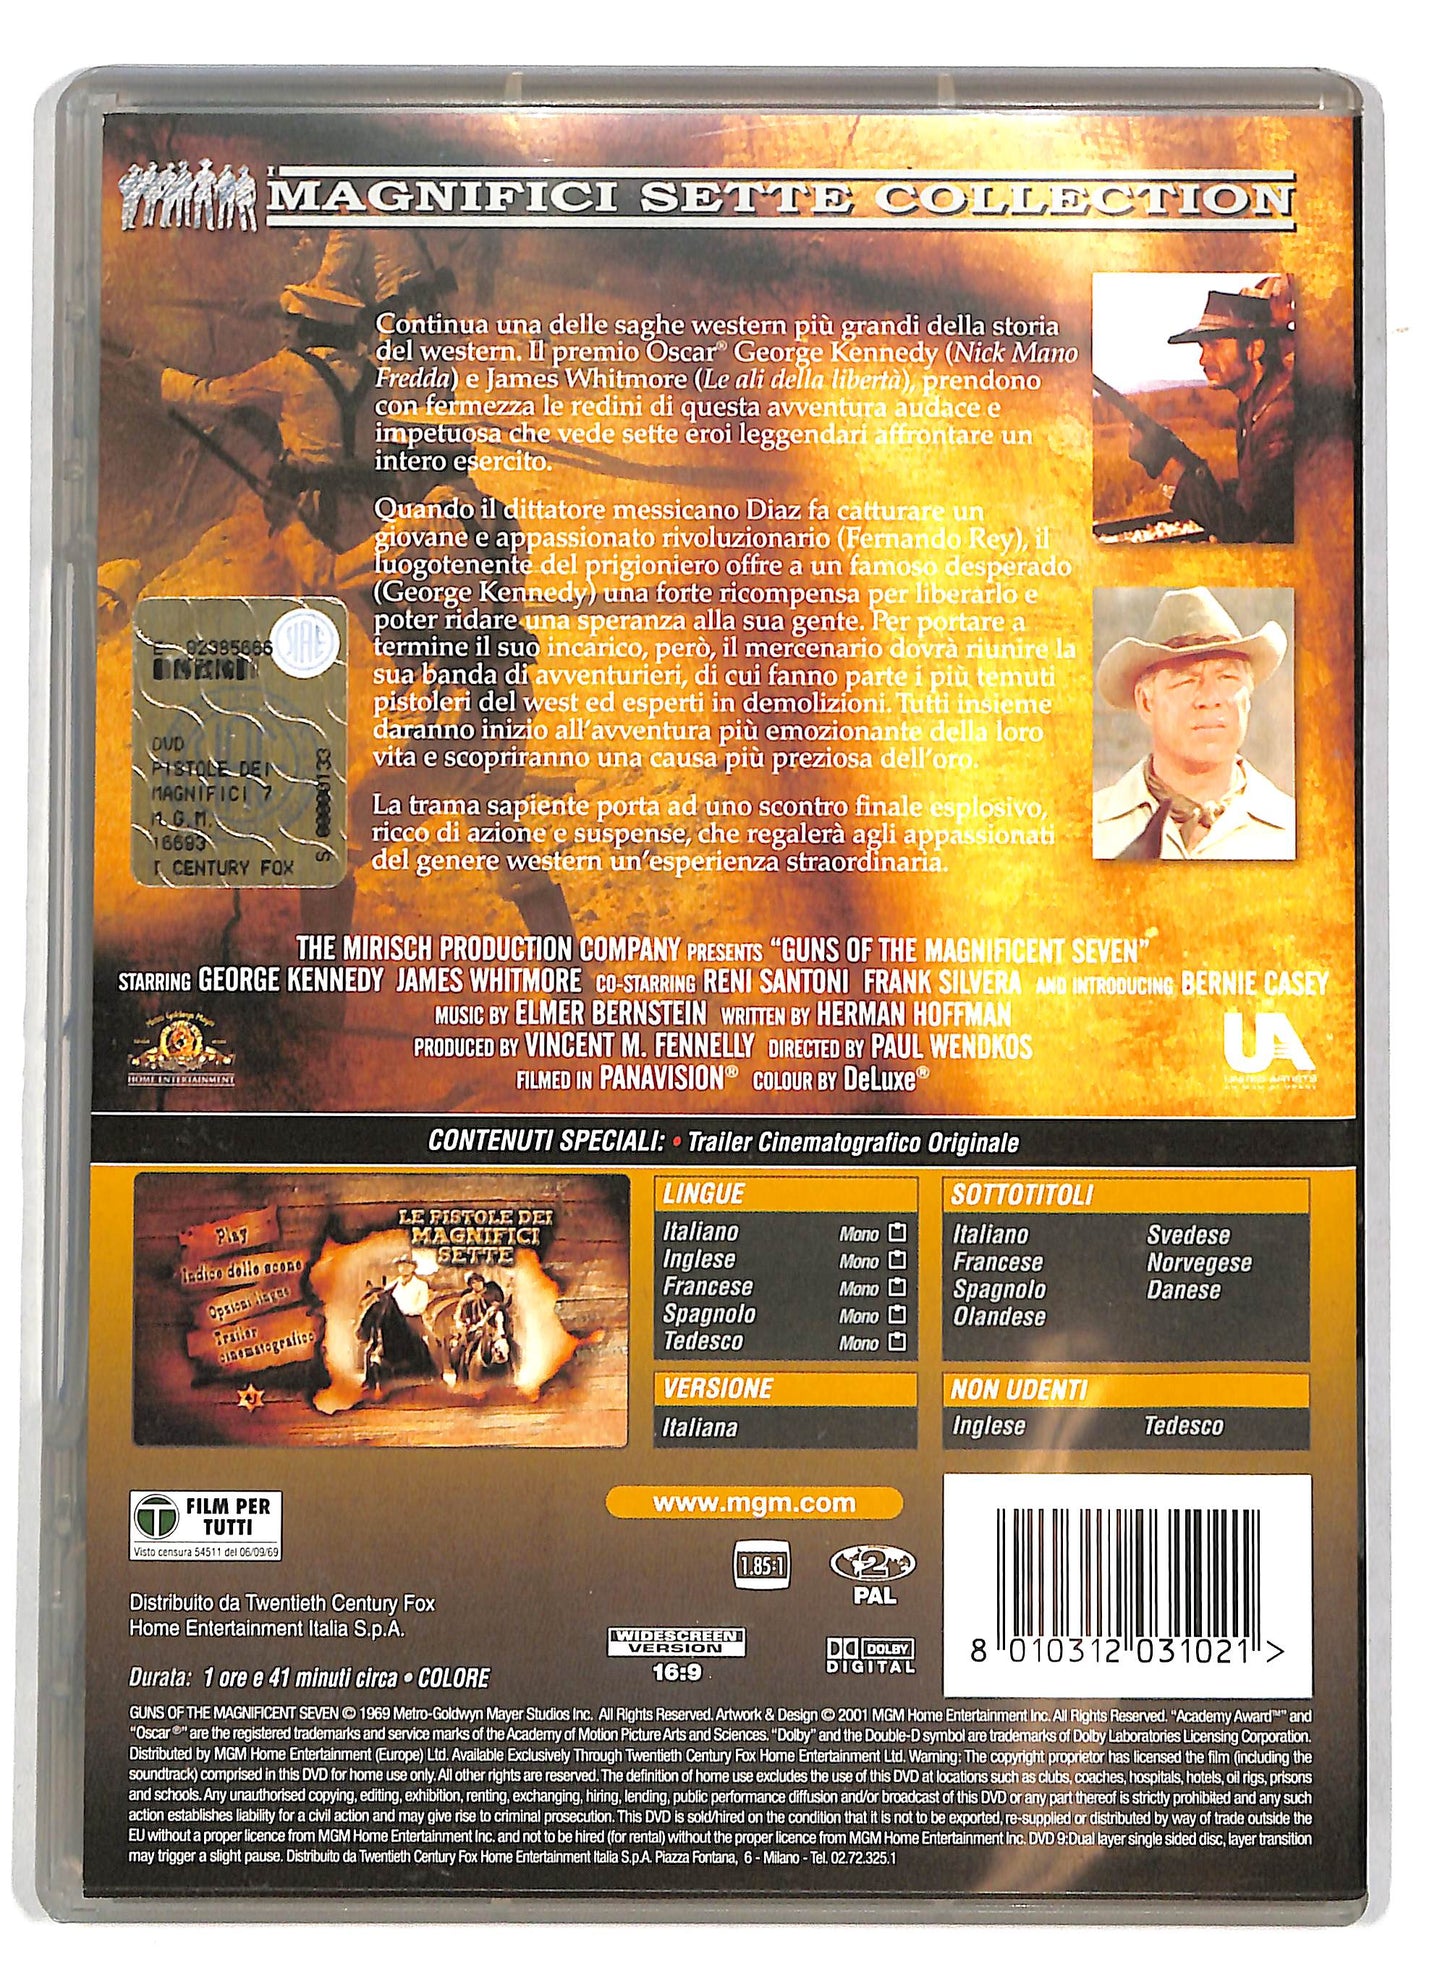 I
MAGNIFICI SETTE COLLECTION
Continua una delle saghe western più grandi della storia
del western. Il premio Oscar® George Kennedy (Nick Mano
Fredda) e James Whitmore (Le ali della libertà), prendono
con fermezza le redini di questa avventura audace e
impetuosa che vede sette eroi leggendari affrontare un
intero esercito.
Quando il dittatore messicano Diaz fa catturare un
giovane e appassionato rivoluzionario (Fernando Rey), il
luogotenente del prigioniero offre a un famoso desperado
(George Kennedy) una forte ricompensa per liberarlo e
poter ridare una speranza alla sua gente. Per portare a
termine il suo incarico, però, il mercenario dovrà riunire la
sua banda di avventurieri, di cui fanno parte i più temuti
pistoleri del west ed esperti in demolizioni. Tutti insieme
daranno inizio all'avventura più emozionante della loro
vita e scopriranno una causa più preziosa dell'oro.
La trama sapiente porta ad uno scontro finale esplosivo,
ricco di azione e suspense, che regalerà agli appassionati
del genere western un'esperienza straordinaria.
SIAE
E 02385666
DVD
PISTOLE DEI
MAGNIFICI 7
M.G.M.
16693
T CENTURY FOX
S 00000133
THE MIRISCH PRODUCTION COMPANY PRESENTS "GUNS OF THE MAGNIFICENT SEVEN"
STARRING GEORGE KENNEDY JAMES WHITMORE CO-STARRING RENI SANTONI FRANK SILVERA AND INTRODUCING BERNIE CASEY
MUSIC BY ELMER BERNSTEIN WRITTEN BY HERMAN HOFFMAN
PRODUCED BY VINCENT M. FENNELLY DIRECTED BY PAUL WENDKOS
FILMED IN PANAVISION® COLOUR BY DeLuxe®
Metro Goldwyn Mayer
HOME ENTERTAINMENT
UA
UNITED ARTISTS
CONTENUTI SPECIALI: • Trailer Cinematografico Originale
LE PISTOLE DEI
MAGNIFICI
SETTE
Play
Indice delle scene
Opzioni lingue
Trailer
cinematografico
LINGUE
Italiano Mono
Inglese Mono
Francese Mono
Spagnolo Mono
Tedesco Mono
VERSIONE
Italiana
SOTTOTITOLI
Italiano Svedese
Francese Norvegese
Spagnolo Danese
Olandese
NON UDENTI
Inglese Tedesco
T FILM PER
TUTTI
Visto censura 54511 del 06/09/69
www.mgm.com
1.85:1
2
PAL
Distribuito da Twentieth Century Fox
Home Entertainment Italia S.p.A.
WIDESCREEN
VERSION
16:9
DOLBY
DIGITAL
8 010312 031021 >
Durata: 1 ore e 41 minuti circa • COLORE
GUNS OF THE MAGNIFICENT SEVEN © 1969 Metro-Goldwyn Mayer Studios Inc. All Rights Reserved. Artwork & Design © 2001 MGM Home Entertainment Inc. All Rights Reserved. "Academy Award™" and
"Oscar®" are the registered trademarks and service marks of the Academy of Motion Picture Arts and Sciences. "Dolby" and the Double-D symbol are trademarks of Dolby Laboratories Licensing Corporation.
Distributed by MGM Home Entertainment (Europe) Ltd. Available Exclusively Through Twentieth Century Fox Home Entertainment Ltd. Warning: The copyright proprietor has licensed the film (including the
soundtrack) comprised in this DVD for home use only. All other rights are reserved. The definition of home use excludes the use of this DVD at locations such as clubs, coaches, hospitals, hotels, oil rigs, prisons
and schools. Any unauthorised copying, editing, exhibition, renting, exchanging, hiring, lending, public performance diffusion and/or broadcast of this DVD or any part thereof is strictly prohibited and any such
action establishes liability for a civil action and may give rise to criminal prosecution. This DVD is sold/hired on the condition that it is not to be exported, re-supplied or distributed by way of trade outside the
EU without a proper licence from MGM Home Entertainment Inc. and not to be hired (for rental) without the proper licence from MGM Home Entertainment Inc. DVD 9:Dual layer single sided disc, layer transition
may trigger a slight pause. Distribuito da Twentieth Century Fox Home Entertainment Italia S.p.A. Piazza Fontana, 6 - Milano - Tel. 02.72.325.1